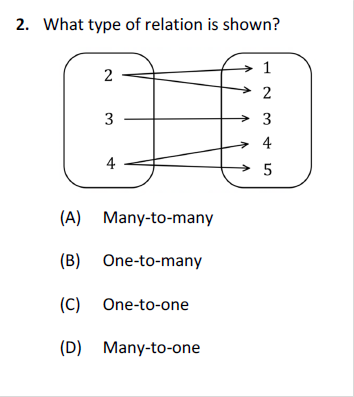 2. What type of relation is shown?
2
3
4
1
2
3
4
5
(A) Many-to-many
(B) One-to-many
(C) One-to-one
(D) Many-to-one